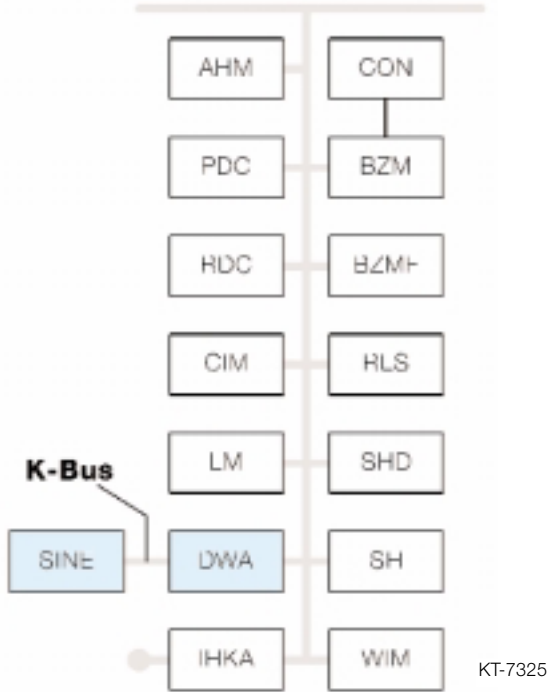 AHM CON
PDC BZM
RDC BZMF
CIM RLS
LM SHD
K-Bus
SINE DWA SH
IHKA WIM
KT-7325